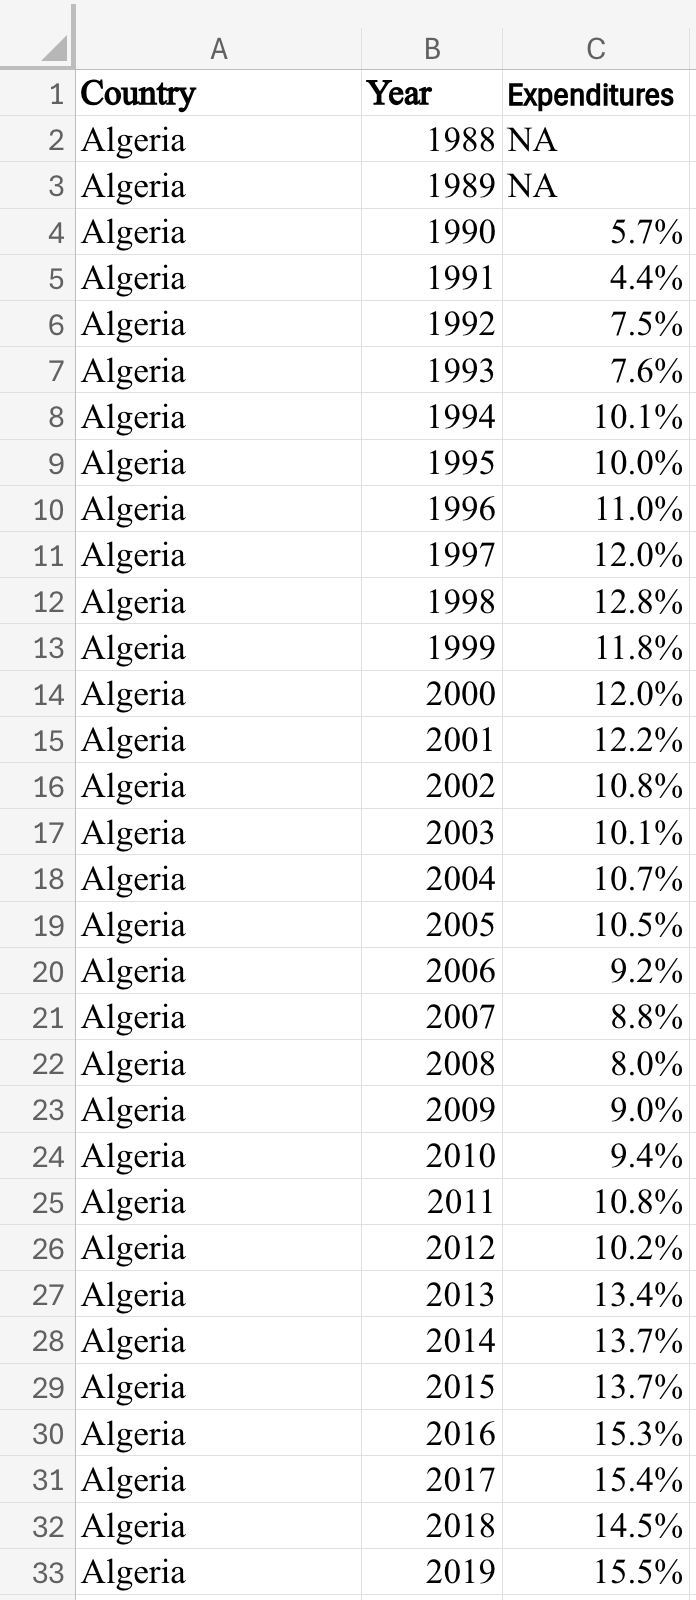 A B C
1 Country Year Expenditures
2 Algeria 1988 NA
3 Algeria 1989 NA
4 Algeria 1990 5.7%
5 Algeria 1991 4.4%
6 Algeria 1992 7.5%
7 Algeria 1993 7.6%
8 Algeria 1994 10.1%
9 Algeria 1995 10.0%
10 Algeria 1996 11.0%
11 Algeria 1997 12.0%
12 Algeria 1998 12.8%
13 Algeria 1999 11.8%
14 Algeria 2000 12.0%
15 Algeria 2001 12.2%
16 Algeria 2002 10.8%
17 Algeria 2003 10.1%
18 Algeria 2004 10.7%
19 Algeria 2005 10.5%
20 Algeria 2006 9.2%
21 Algeria 2007 8.8%
22 Algeria 2008 8.0%
23 Algeria 2009 9.0%
24 Algeria 2010 9.4%
25 Algeria 2011 10.8%
26 Algeria 2012 10.2%
27 Algeria 2013 13.4%
28 Algeria 2014 13.7%
29 Algeria 2015 13.7%
30 Algeria 2016 15.3%
31 Algeria 2017 15.4%
32 Algeria 2018 14.5%
33 Algeria 2019 15.5%